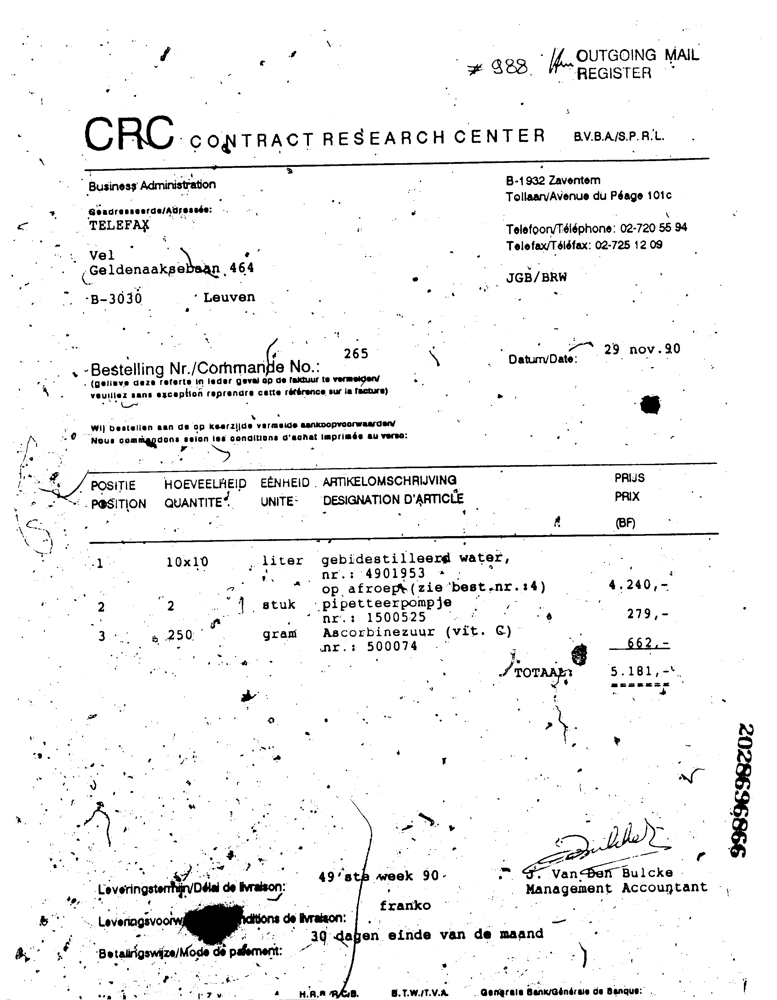 # 988. OUTGOING MAIL
REGISTER
CRC CONTRACT RESEARCH CENTER B.V.B.A./S.P.R.L.
Business Administration
B-1932 Zaventem
Tollaan/Avenue du Péage 101c
Geadresseerde/Adressée:
TELEFAX
Telefoon/Téléphone: 02-720 55 94
Telefax/Téléfax: 02-725 12 09
Vel
Geldenaaksebaan 464
JGB/BRW
B-3030 Leuven
Bestelling Nr./Commande No.: 265
Datum/Date: 29 nov.90
(gelieve deze referte in ieder geval op de faktuur te vermelden/
veuillez sans exception reprendre cette référence sur la facture)
Wij bestellen aan de op keerzijde vermelde aankoopvoorwaarden/
Nous commandons selon les conditions d'achat imprimées au verso:
POSITIE HOEVEELHEID EENHEID ARTIKELOMSCHRIJVING PRIJS
POSITION QUANTITE UNITE DESIGNATION D'ARTICLE PRIX
(BF)
1 10x10 liter gebidestilleerd water,
nr.: 4901953
op afroep (zie best.nr.:4) 4.240,-
2 2 stuk pipetteerpompje
nr.: 1500525 279,-
3 250 gram Ascorbinezuur (vit. C)
nr.: 500074 662,-
TOTAAL: 5.181,-
=======
2028696866
J. Van Den Bulcke
Management Accountant
Leveringstermijn/Délai de livraison: 49 ste week 90
Leveringsvoorw nditions de livraison: franko
Betalingswijze/Mode de paiement: 30 dagen einde van de maand
H.R.B. R.C.B. B.T.W./T.V.A. Generale Bank/Générale de Banque: